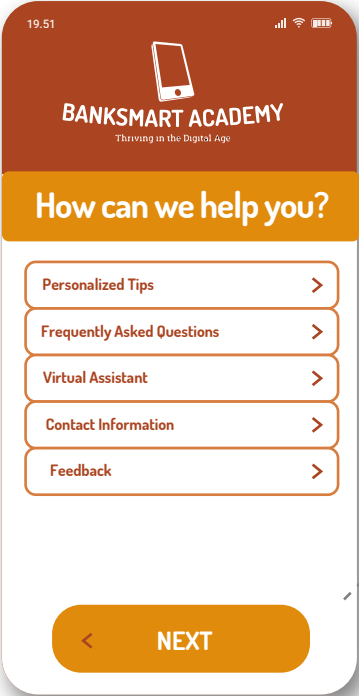 19.51
BANKSMART ACADEMY
Thriving in the Digital Age
How can we help you?
Personalized Tips
Frequently Asked Questions
Virtual Assistant
Contact Information
Feedback
NEXT